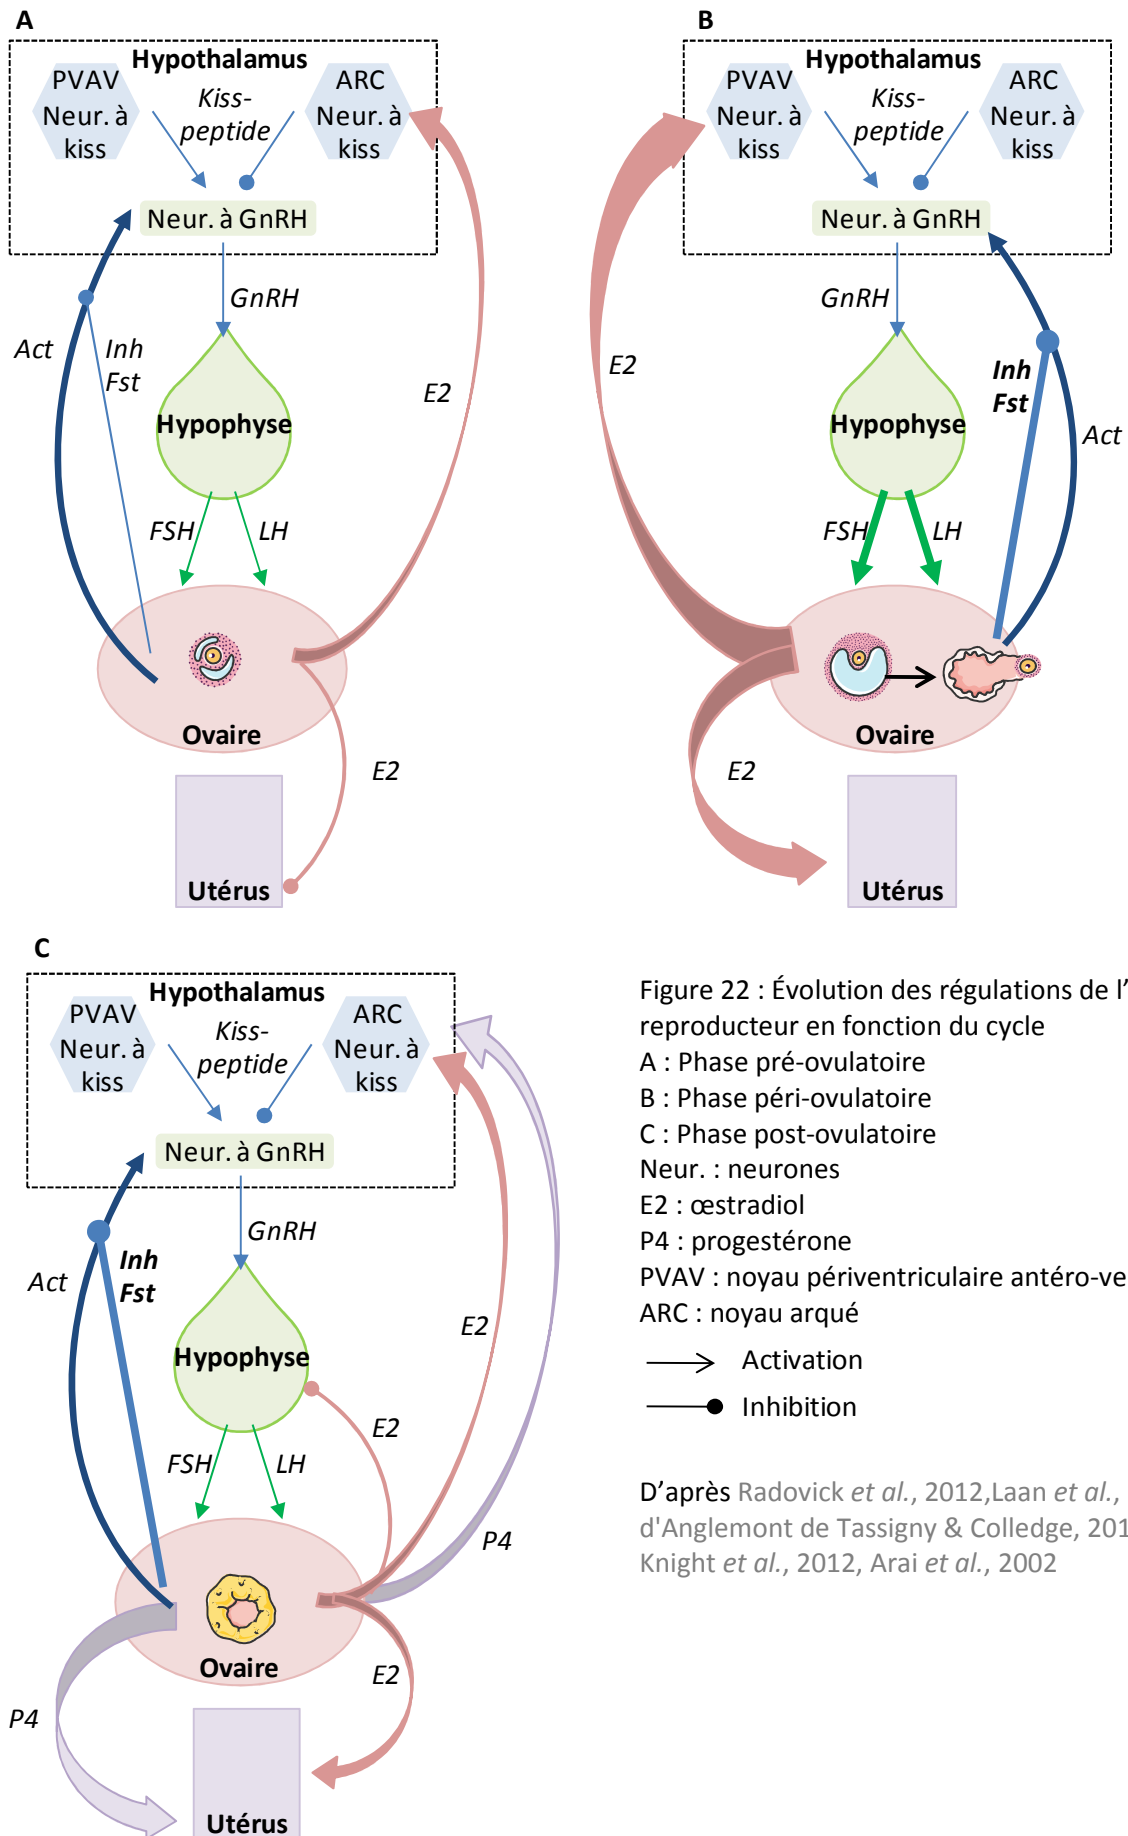 A
Hypothalamus
PVAV
Neur. à
kiss
Kiss-
peptide
ARC
Neur. à
kiss
Neur. à GnRH
GnRH
Act
Inh
Fst
E2
Hypophyse
FSH
LH
Ovaire
E2
Utérus
B
Hypothalamus
PVAV
Neur. à
kiss
Kiss-
peptide
ARC
Neur. à
kiss
Neur. à GnRH
GnRH
E2
Inh
Fst
Act
Hypophyse
FSH
LH
Ovaire
E2
Utérus
C
Hypothalamus
PVAV
Neur. à
kiss
Kiss-
peptide
ARC
Neur. à
kiss
Neur. à GnRH
GnRH
Act
Inh
Fst
E2
Hypophyse
E2
FSH
LH
P4
Ovaire
E2
P4
Utérus
Figure 22 : Évolution des régulations de l’
reproducteur en fonction du cycle
A : Phase pré-ovulatoire
B : Phase péri-ovulatoire
C : Phase post-ovulatoire
Neur. : neurones
E2 : œstradiol
P4 : progestérone
PVAV : noyau périventriculaire antéro-ve
ARC : noyau arqué
Activation
Inhibition
D’après Radovick et al., 2012,Laan et al.,
d'Anglemont de Tassigny & Colledge, 201
Knight et al., 2012, Arai et al., 2002